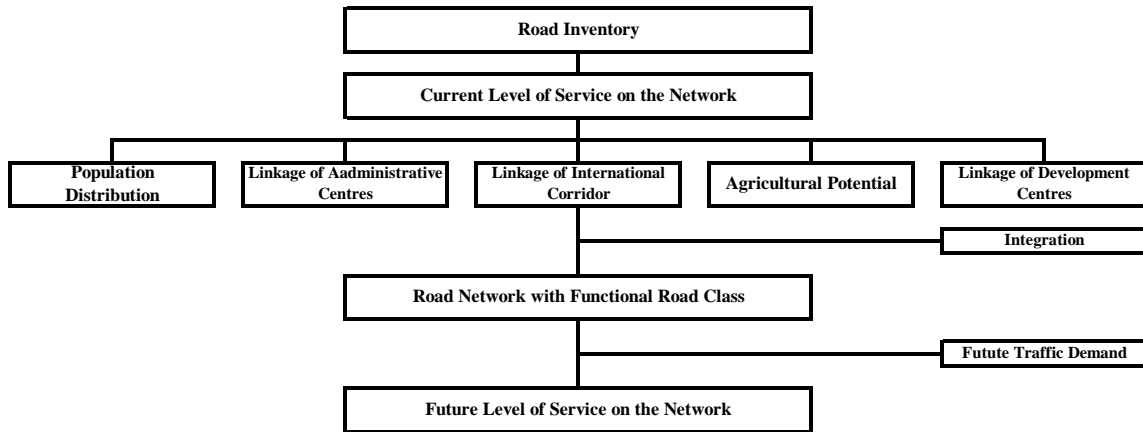 Road Inventory
Current Level of Service on the Network
Population
Distribution
Linkage of Aadministrative
Centres
Linkage of International
Corridor
Agricultural Potential
Linkage of Development
Centres
Integration
Road Network with Functional Road Class
Futute Traffic Demand
Future Level of Service on the Network